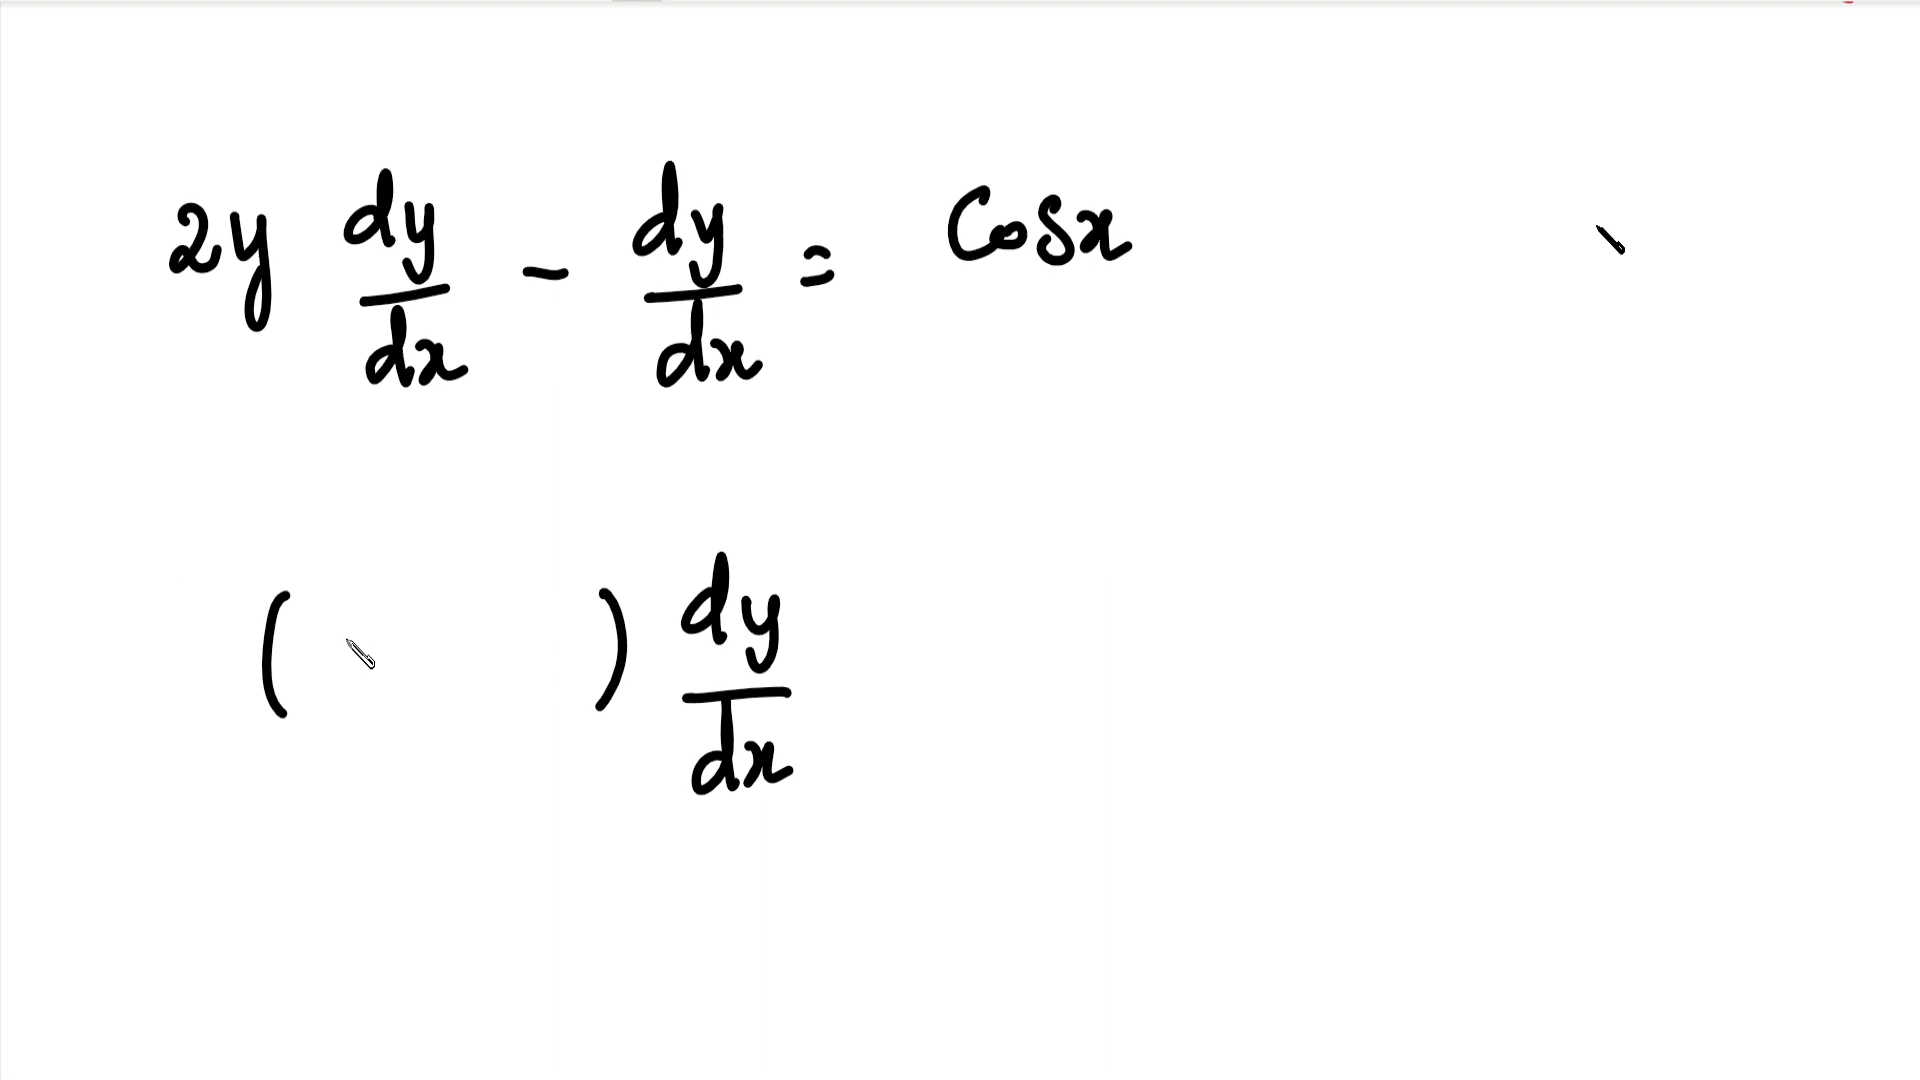 2y dy/dx - dy/dx = Cosx
( ) dy/dx